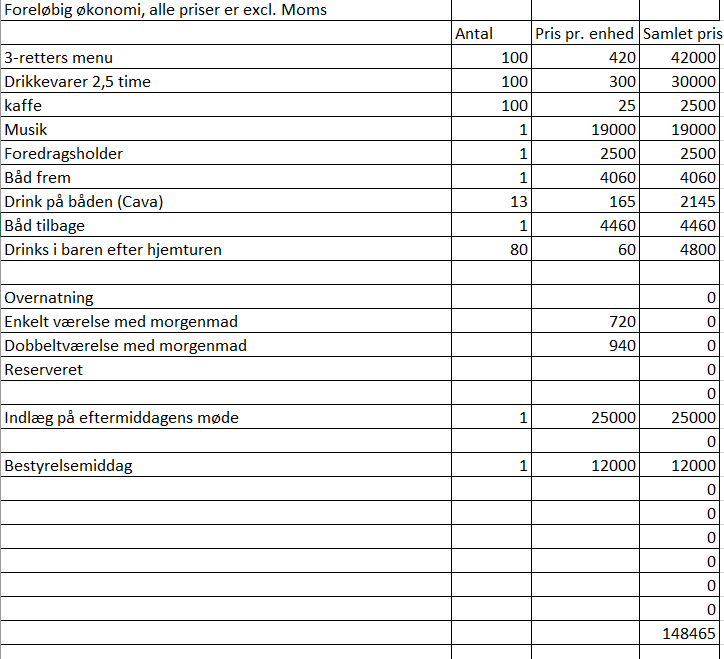 Foreløbig økonomi, alle priser er excl. Moms
Antal Pris pr. enhed Samlet pris
3-retters menu 100 420 42000
Drikkevarer 2,5 time 100 300 30000
kaffe 100 25 2500
Musik 1 19000 19000
Foredragsholder 1 2500 2500
Båd frem 1 4060 4060
Drink på båden (Cava) 13 165 2145
Båd tilbage 1 4460 4460
Drinks i baren efter hjemturen 80 60 4800
Overnatning 0
Enkelt værelse med morgenmad 720 0
Dobbeltværelse med morgenmad 940 0
Reserveret 0
0
Indlæg på eftermiddagens møde 1 25000 25000
0
Bestyrelsemiddag 1 12000 12000
0
0
0
0
0
0
148465